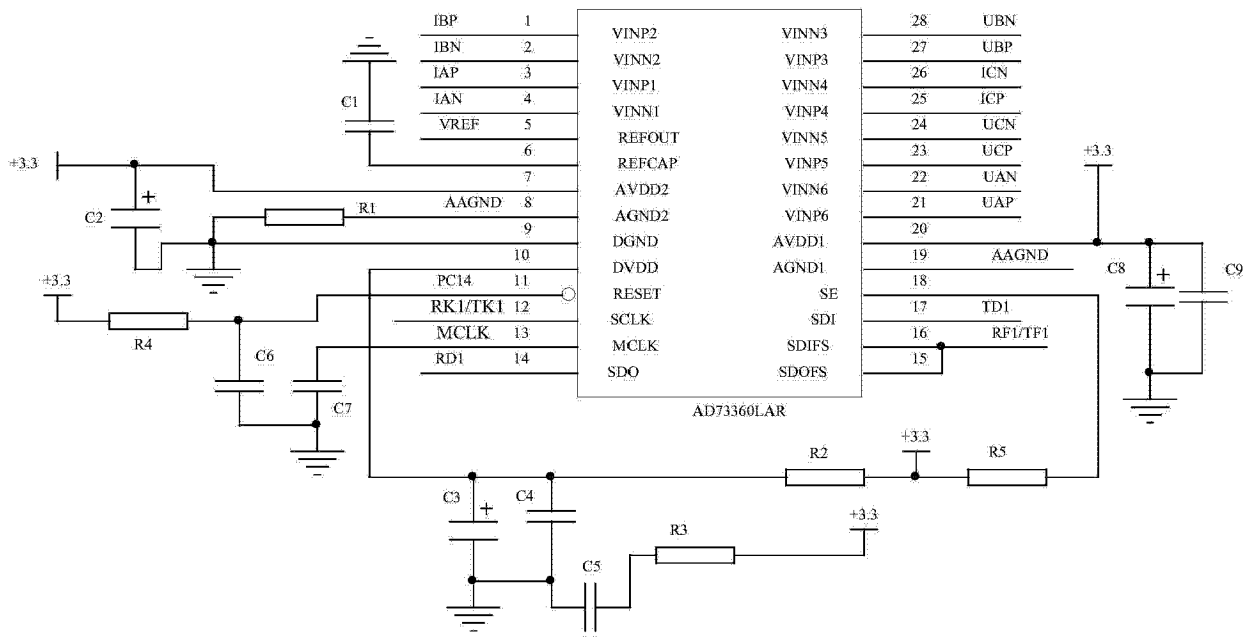 IBP 1 VINP2 VINN3 28 UBN
IBN 2 VINN2 VINP3 27 UBP
IAP 3 VINP1 VINN4 26 ICN
IAN 4 VINN1 VINP4 25 ICP
VREF 5 REFOUT VINN5 24 UCN
C1
6 REFCAP VINP5 23 UCP
+3.3
7 AVDD2 VINN6 22 UAN
+3.3
C2 +
R1
AAGND 8 AGND2 VINP6 21 UAP
9 DGND AVDD1 20
10 DVDD AGND1 19 AAGND
C8 + C9
+3.3
PC14 11 RESET SE 18
RK1/TK1 12 SCLK SDI 17 TD1
R4
MCLK 13 MCLK SDIFS 16 RF1/TF1
C6
RD1 14 SDO SDOFS 15
C7
AD73360LAR
+3.3
R2 R5
C3 + C4
+3.3
R3
C5